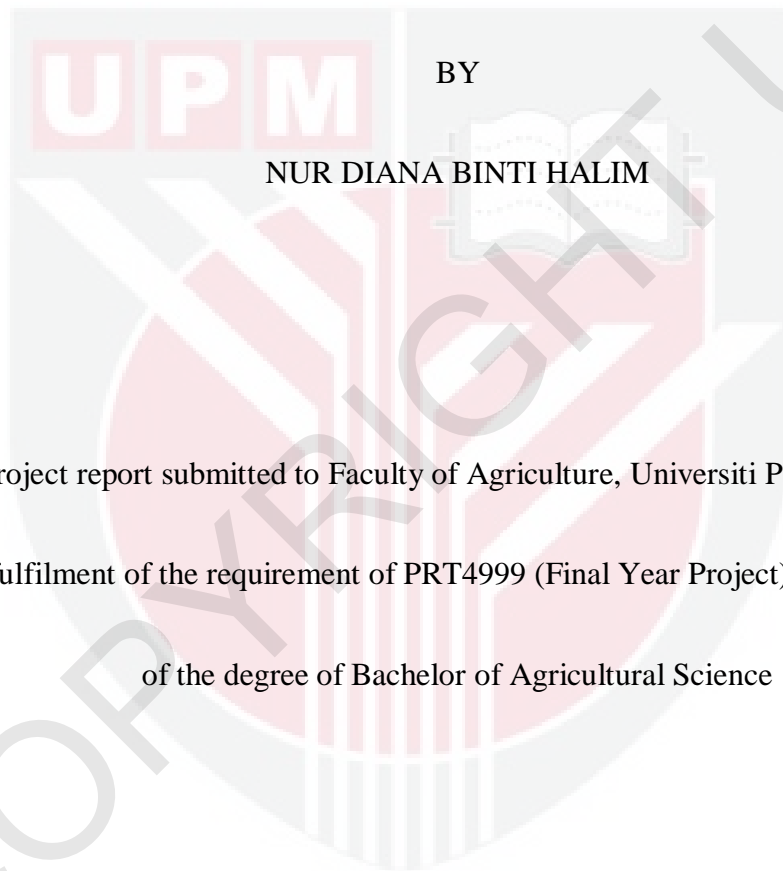 UPM
BY
NUR DIANA BINTI HALIM
roject report submitted to Faculty of Agriculture, Universiti P
ulfilment of the requirement of PRT4999 (Final Year Project)
of the degree of Bachelor of Agricultural Science
OPYRIGHT U